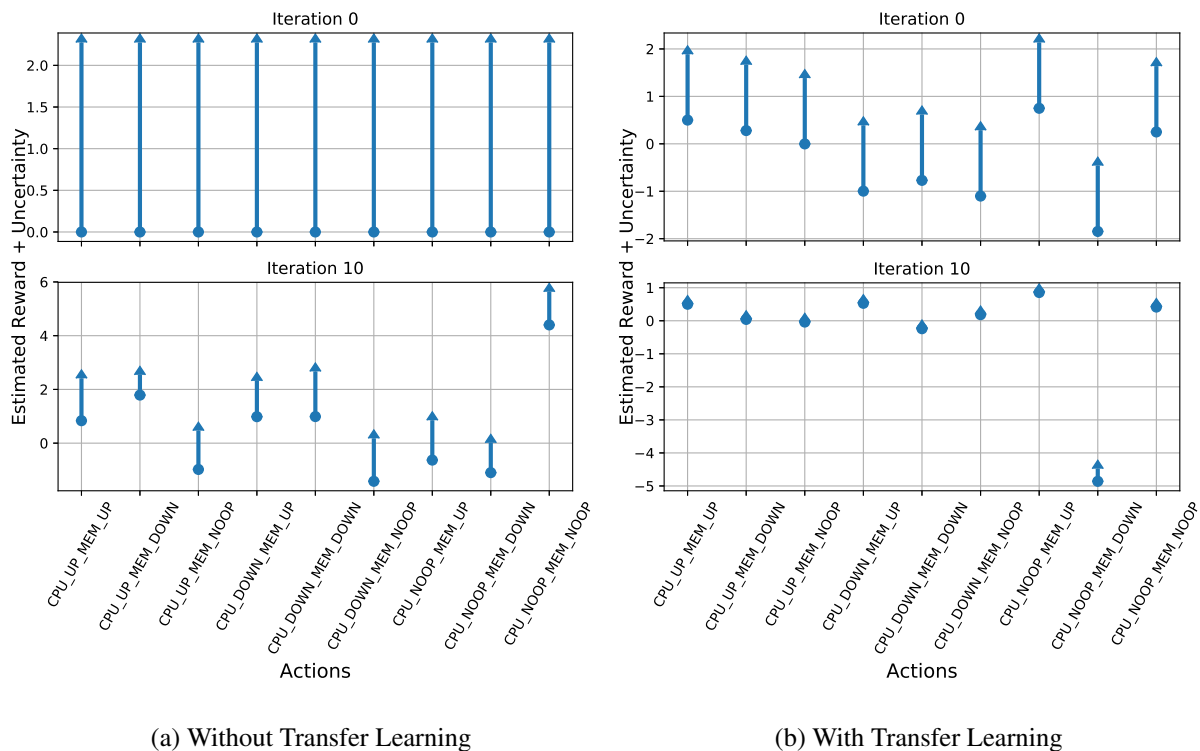 Iteration 0
2.0
1.5
1.0
0.5
0.0
Iteration 10
6
4
2
0
Estimated Reward + Uncertainty
CPU_UP_MEM_UP
CPU_UP_MEM_DOWN
CPU_UP_MEM_NOOP
CPU_DOWN_MEM_UP
CPU_DOWN_MEM_DOWN
CPU_DOWN_MEM_NOOP
CPU_NOOP_MEM_UP
CPU_NOOP_MEM_DOWN
CPU_NOOP_MEM_NOOP
Actions
(a) Without Transfer Learning
Iteration 0
2
1
0
−1
−2
Iteration 10
1
0
−1
−2
−3
−4
−5
Estimated Reward + Uncertainty
CPU_UP_MEM_UP
CPU_UP_MEM_DOWN
CPU_UP_MEM_NOOP
CPU_DOWN_MEM_UP
CPU_DOWN_MEM_DOWN
CPU_DOWN_MEM_NOOP
CPU_NOOP_MEM_UP
CPU_NOOP_MEM_DOWN
CPU_NOOP_MEM_NOOP
Actions
(b) With Transfer Learning